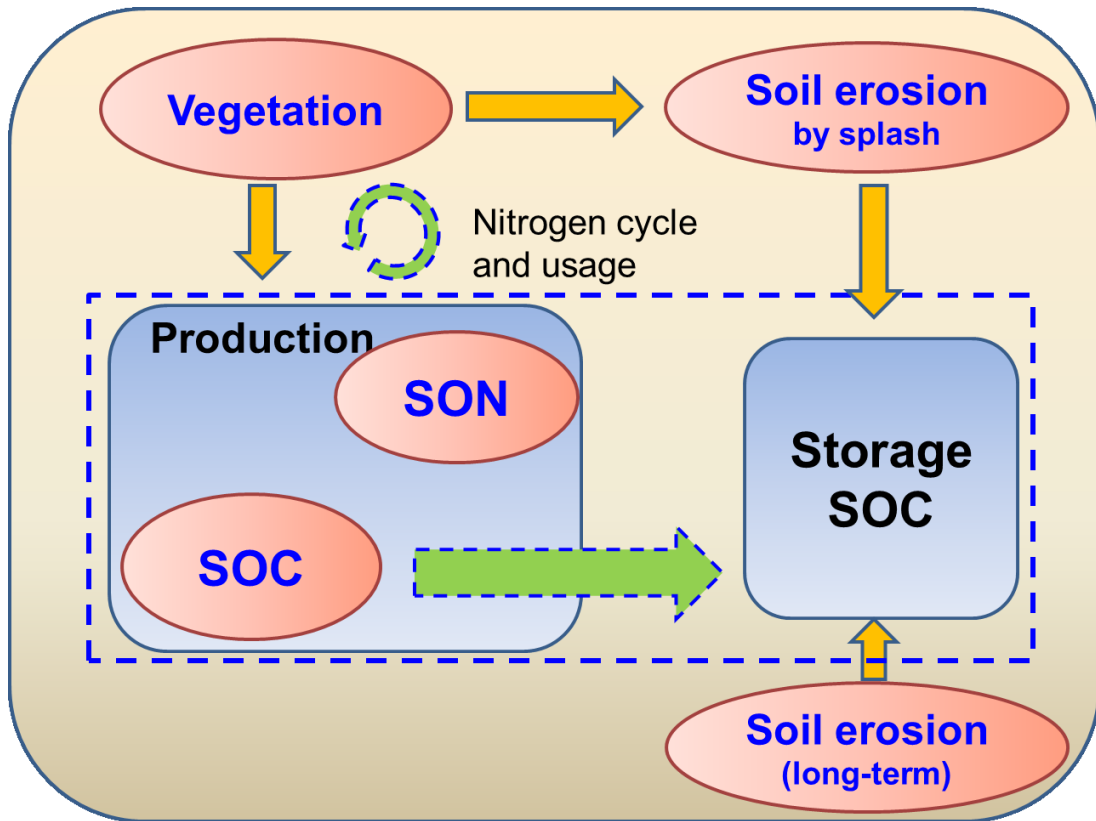 Vegetation
Soil erosion
by splash
Nitrogen cycle
and usage
Production
SON
SOC
Storage
SOC
Soil erosion
(long-term)